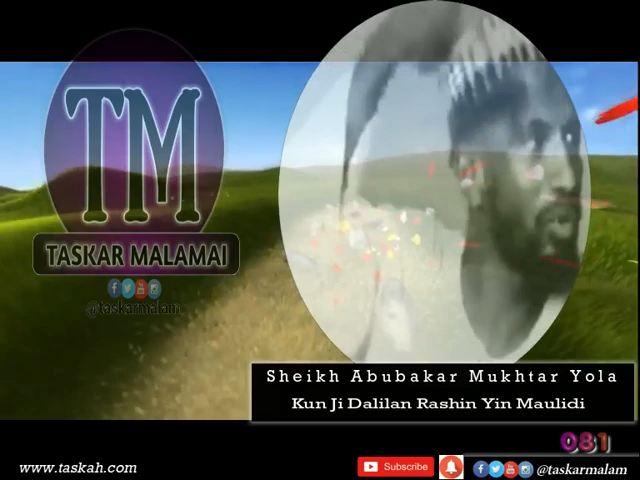 TM
TASKAR MALAMAI
@taskarmalam
Sheikh Abubakar Mukhtar Yola
Kun Ji Dalilan Rashin Yin Maulidi
081
www.taskah.com
Subscribe
@taskarmalam